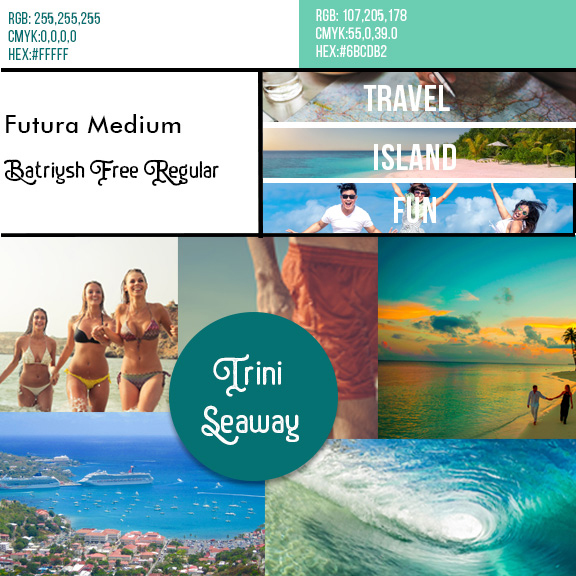 RGB: 255,255,255
CMYK:0,0,0,0
HEX:#FFFFF
RGB: 107,205,178
CMYK:55,0,39.0
HEX:#6BCDB2
Futura Medium
Batriysh Free Regular
TRAVEL
ISLAND
FUN
Trini
Seaway